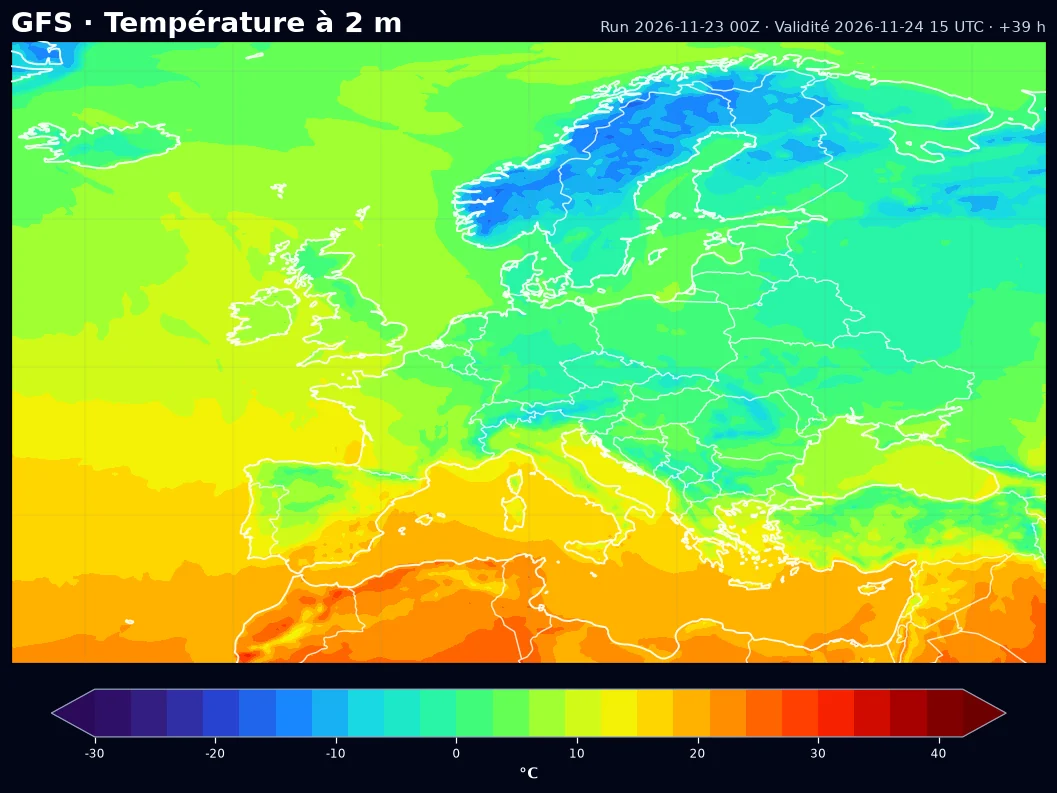 GFS · Température à 2 m
Run 2026-11-23 00Z · Validité 2026-11-24 15 UTC · +39 h
-30 -20 -10 0 10 20 30 40
°C